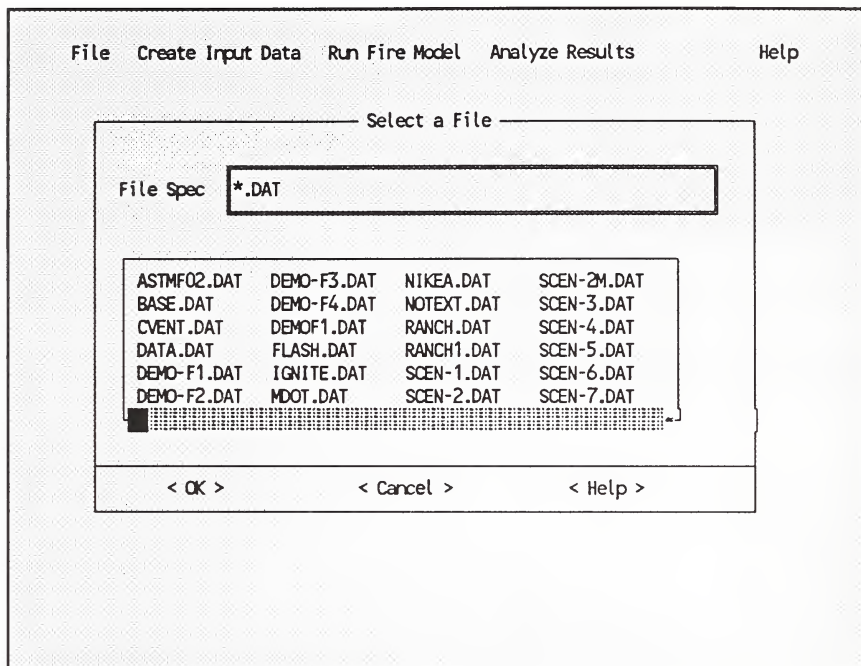 File Create Input Data Run Fire Model Analyze Results Help
Select a File
File Spec *.DAT
ASTMF02.DAT DEMO-F3.DAT NIKEA.DAT SCEN-2M.DAT
BASE.DAT DEMO-F4.DAT NOTEXT.DAT SCEN-3.DAT
CVENT.DAT DEMOF1.DAT RANCH.DAT SCEN-4.DAT
DATA.DAT FLASH.DAT RANCH1.DAT SCEN-5.DAT
DEMO-F1.DAT IGNITE.DAT SCEN-1.DAT SCEN-6.DAT
DEMO-F2.DAT MDOT.DAT SCEN-2.DAT SCEN-7.DAT
< OK > < Cancel > < Help >